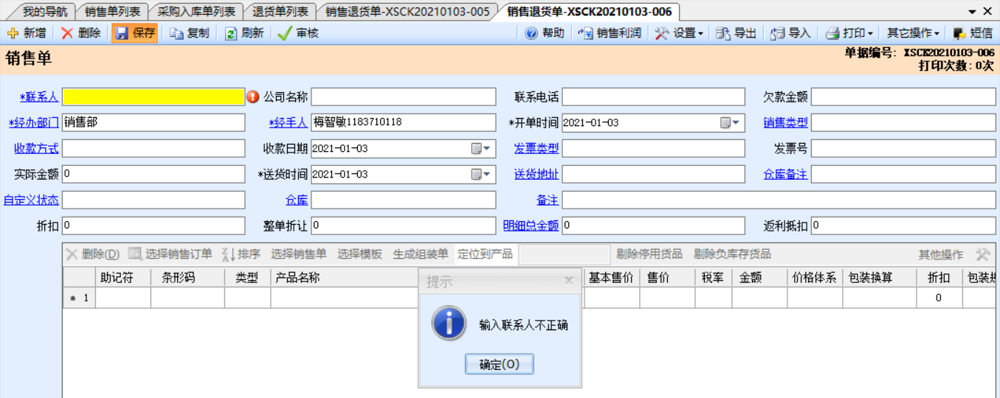 我的导航 销售单列表 采购入库单列表 退货单列表 销售退货单-XSCK20210103-005 销售退货单-XSCK20210103-006
新增 删除 保存 复制 刷新 审核 帮助 销售利润 设置 导出 导入 打印 其它操作 短信
销售单
单据编号: XSCK20210103-006
打印次数:0次
*联系人 公司名称 联系电话 欠款金额
*经办部门 销售部 *经手人 梅智敏1183710118 *开单时间 2021-01-03 销售类型
收款方式 收款日期 2021-01-03 发票类型 发票号
实际金额 0 *送货时间 2021-01-03 送货地址 仓库备注
自定义状态 仓库 备注
折扣 0 整单折让 0 明细总金额 0 返利抵扣 0
删除(D) 选择销售订单 排序 选择销售单 选择模板 生成组装单 定位到产品 剔除停用货品 剔除负库存货品 其他操作
助记符 条形码 类型 产品名称 基本售价 售价 税率 金额 价格体系 包装换算 折扣
* 1 0
提示
输入联系人不正确
确定(O)